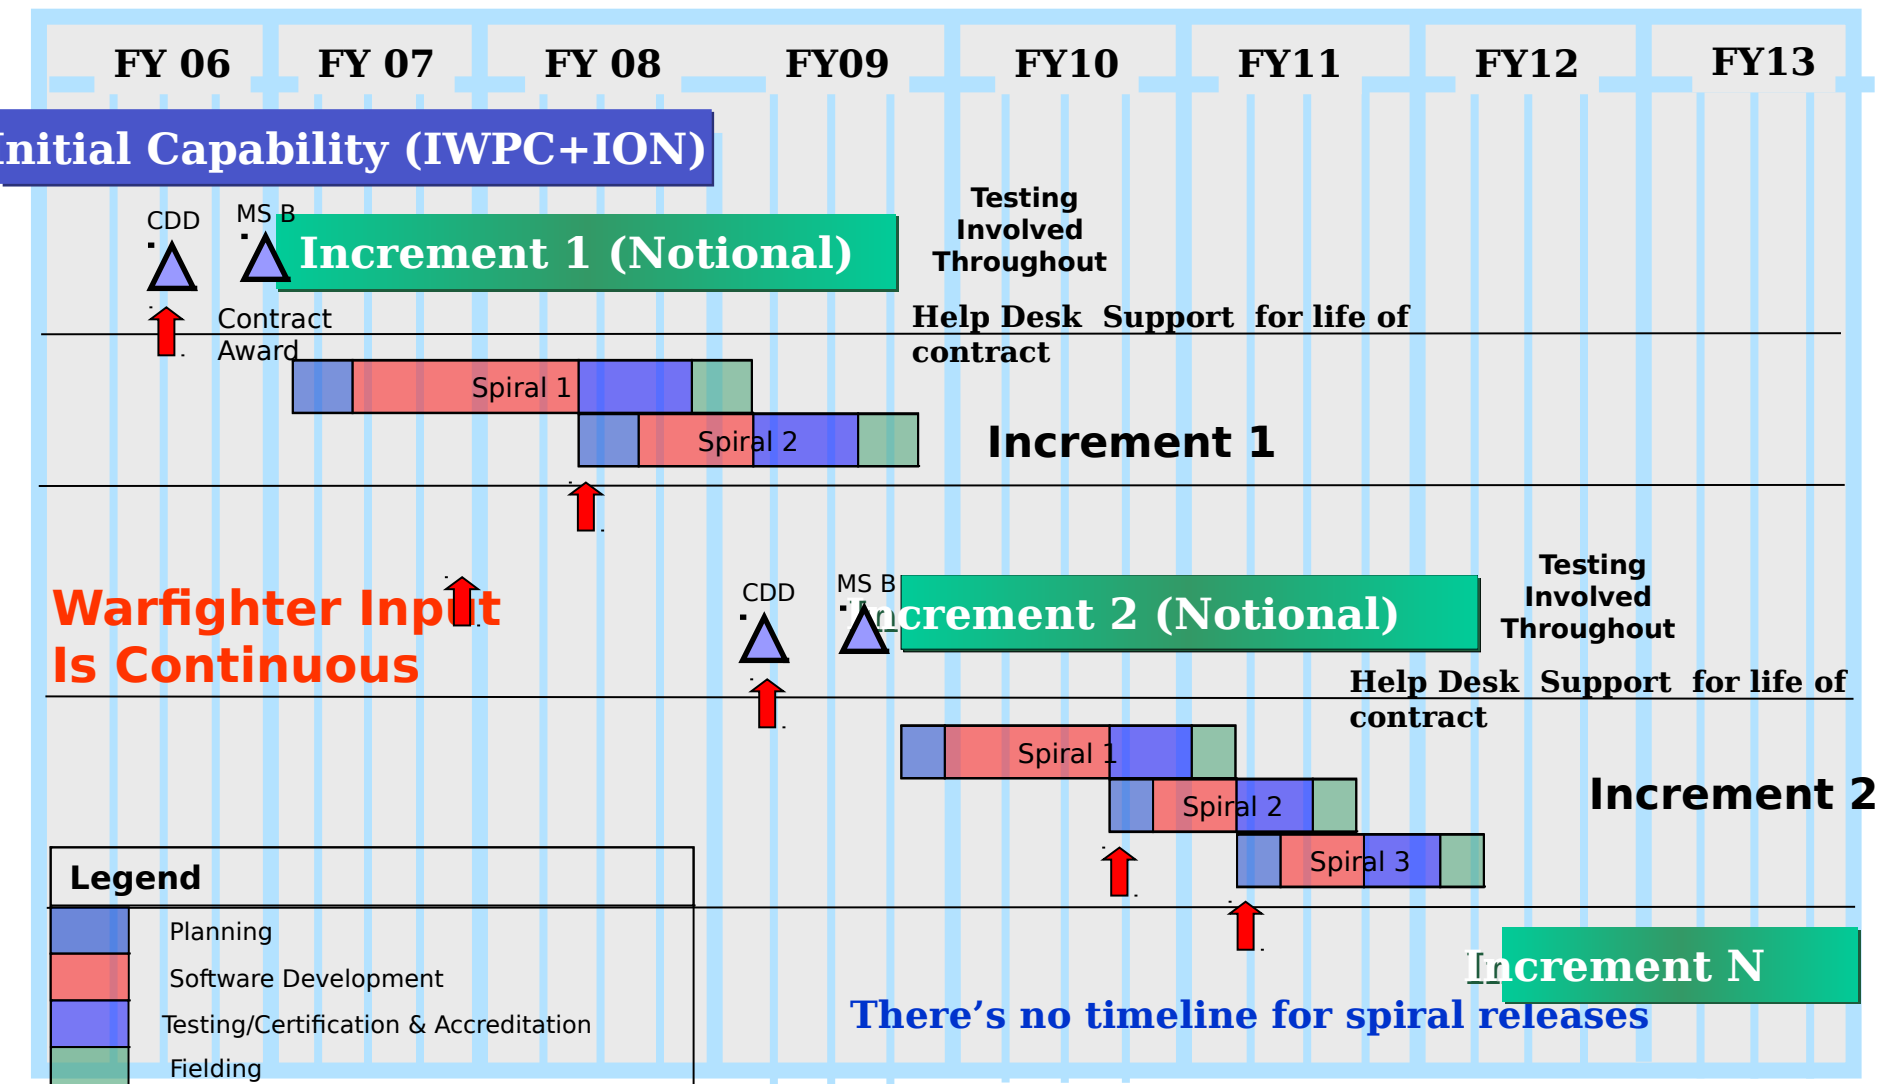 FY 06 FY 07 FY 08 FY09 FY10 FY11 FY12 FY13
Initial Capability (IWPC+ION)
CDD MS B
Increment 1 (Notional)
Testing
Involved
Throughout
Contract
Award
Help Desk Support for life of
contract
Spiral 1
Spiral 2
Increment 1
Warfighter Input
Is Continuous
CDD MS B
Increment 2 (Notional)
Testing
Involved
Throughout
Help Desk Support for life of
contract
Spiral 1
Spiral 2
Spiral 3
Increment 2
Legend
Planning
Software Development
Testing/Certification & Accreditation
Fielding
Increment N
There’s no timeline for spiral releases